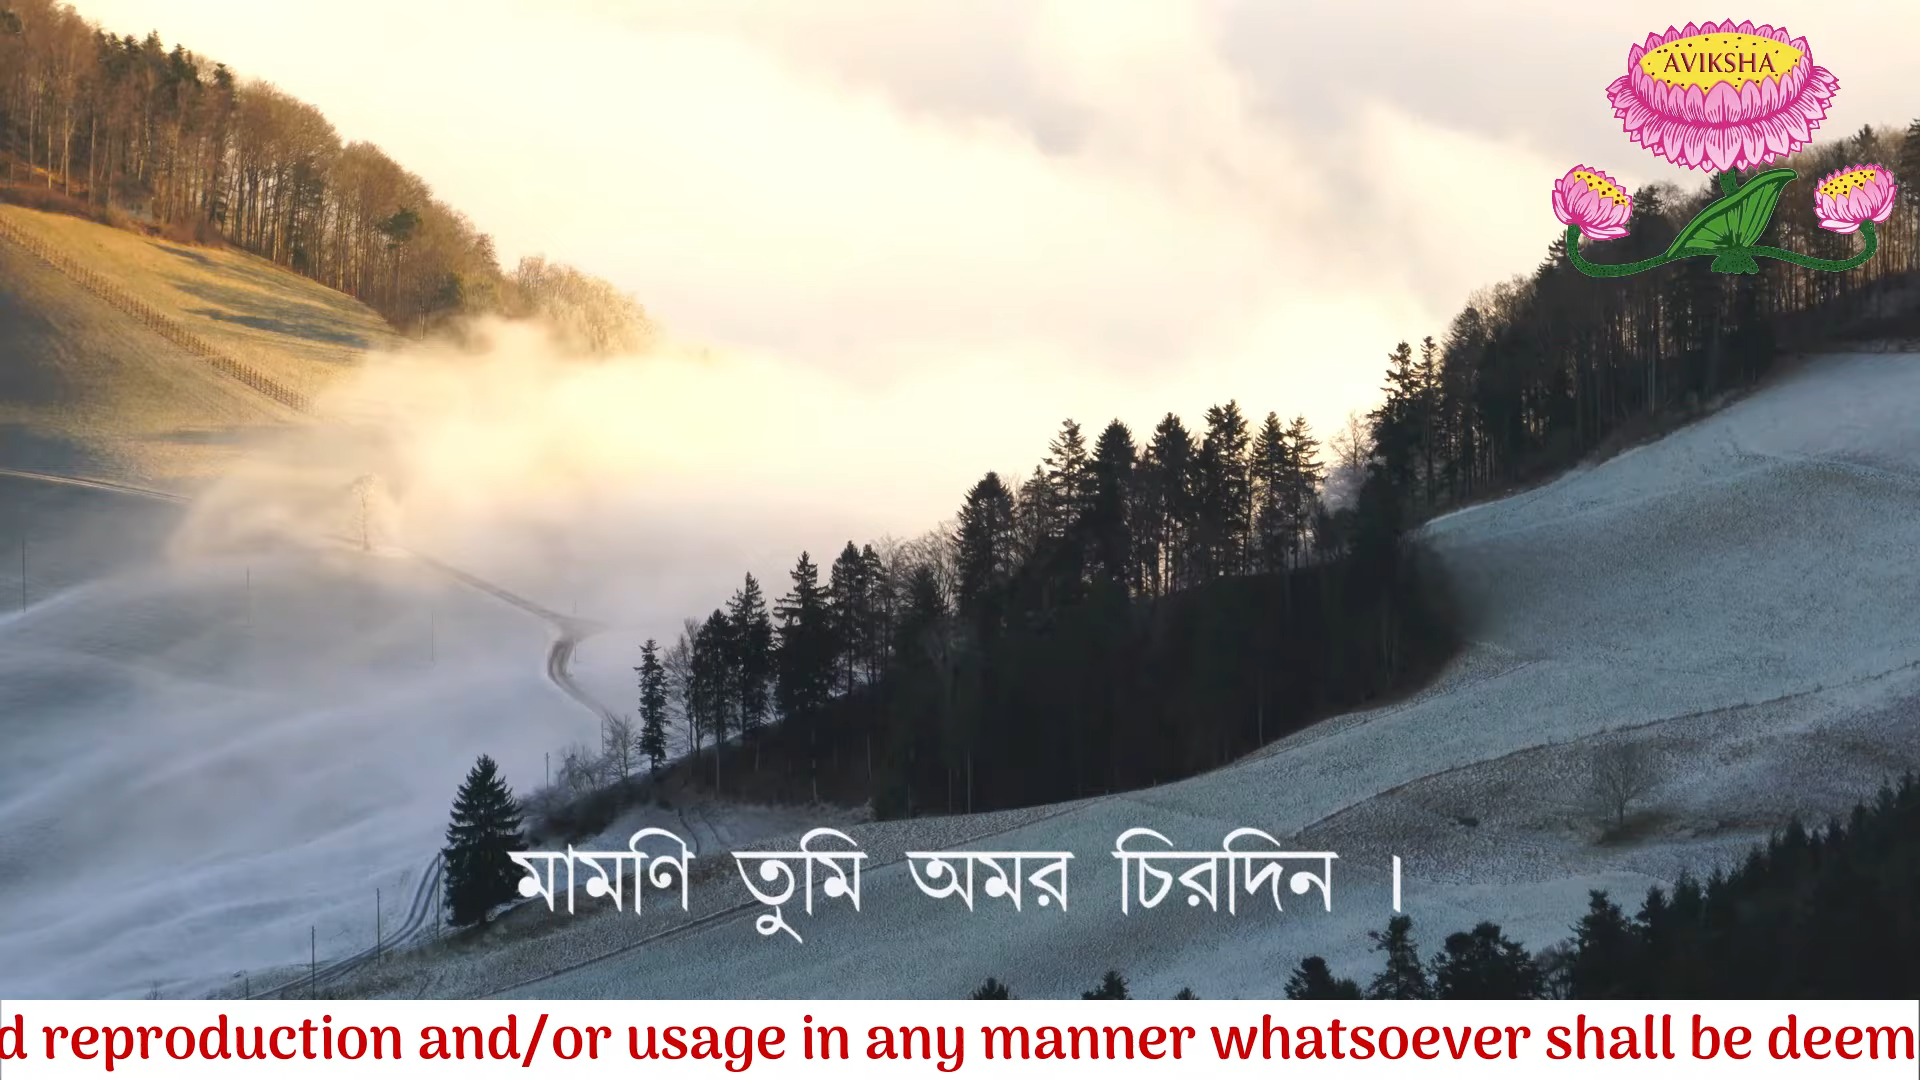 AVIKSHA
মামণি তুমি অমর চিরদিন ।
d reproduction and/or usage in any manner whatsoever shall be deem